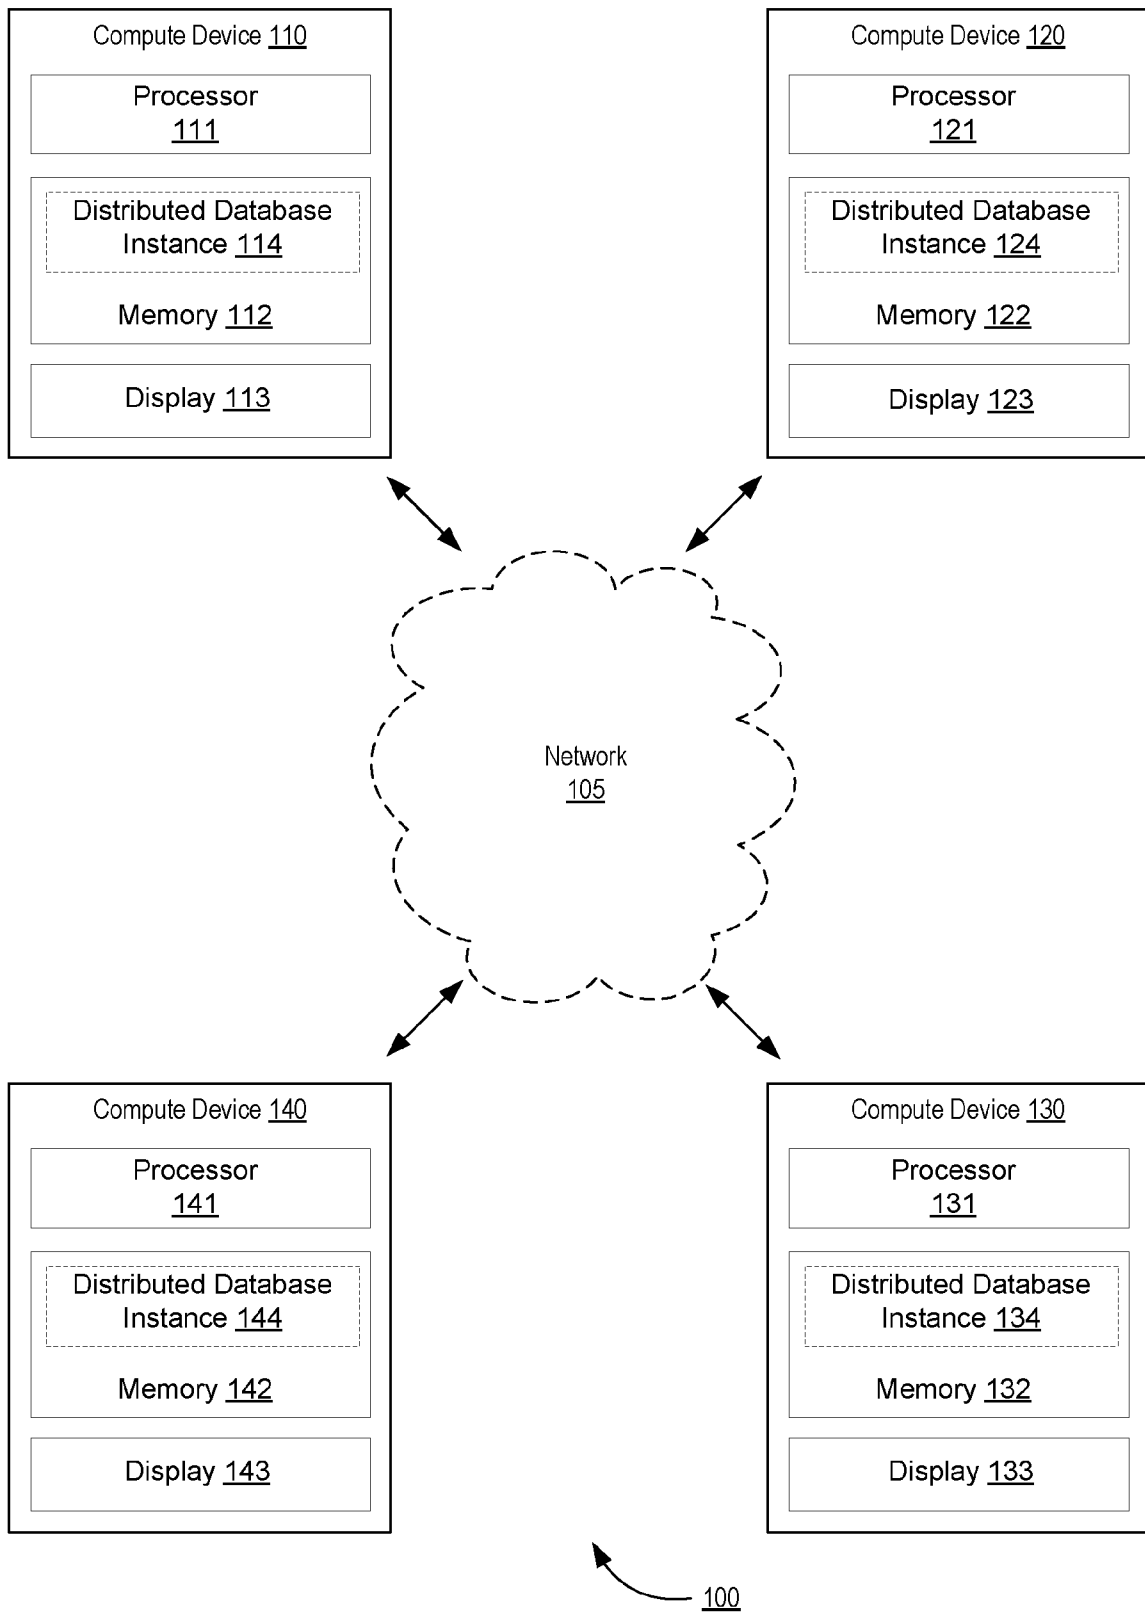 Compute Device 110
Processor
111
Distributed Database
Instance 114
Memory 112
Display 113
Compute Device 120
Processor
121
Distributed Database
Instance 124
Memory 122
Display 123
Network
105
Compute Device 140
Processor
141
Distributed Database
Instance 144
Memory 142
Display 143
Compute Device 130
Processor
131
Distributed Database
Instance 134
Memory 132
Display 133
100